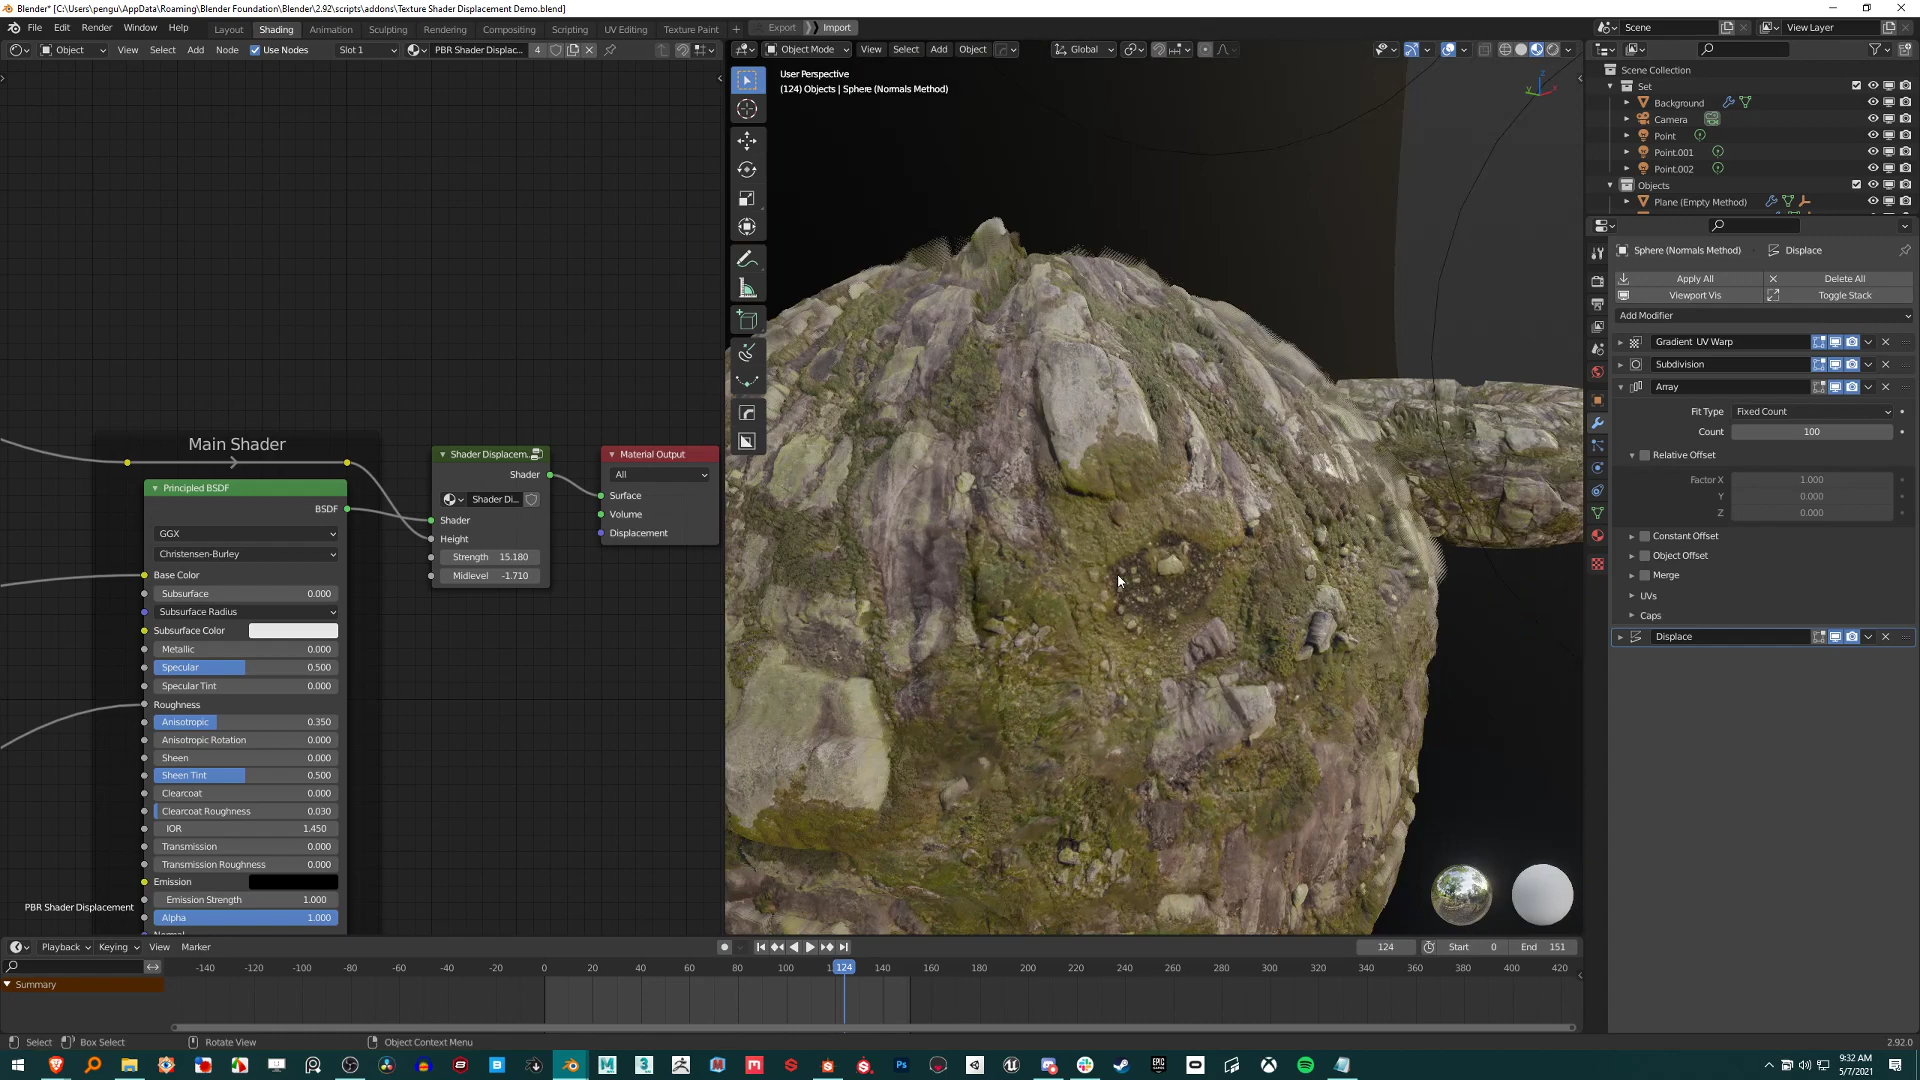 Blender* [C:\Users\pengu\AppData\Roaming\Blender Foundation\Blender\2.92\scripts\addons\Texture Shader Displacement Demo.blend]
File Edit Render Window Help Layout Shading Animation Sculpting Rigging Compositing Scripting UV Editing Texture Paint + Export Import Scene View Layer
Object View Select Add Node Use Nodes Slot 1 PBR Shader Displac... 4 Object Mode View Select Add Object Global
User Perspective
(124) Objects | Sphere (Normals Method)
Scene Collection
Set
Background
Camera
Point
Point.001
Point.002
Objects
Plane (Empty Method)
Sphere (Normals Method) Displace
Apply All Delete All
Viewport Vis Toggle Stack
Add Modifier
Gradient UV Warp
Subdivision
Array
Fit Type Fixed Count
Count 100
Relative Offset
Factor X 1.000
Y 0.000
Z 0.000
Constant Offset
Object Offset
Merge
UVs
Caps
Displace
Main Shader
Principled BSDF
BSDF
GGX
Christensen-Burley
Base Color
Subsurface 0.000
Subsurface Radius
Subsurface Color
Metallic 0.000
Specular 0.500
Specular Tint 0.000
Roughness
Anisotropic 0.350
Anisotropic Rotation 0.000
Sheen 0.000
Sheen Tint 0.500
Clearcoat 0.000
Clearcoat Roughness 0.030
IOR 1.450
Transmission 0.000
Transmission Roughness 0.000
Emission
Emission Strength 1.000
Alpha 1.000
Normal
PBR Shader Displacement
Shader Displacem...
Shader
Shader Di...
Shader
Height
Strength 15.180
Midlevel -1.710
Material Output
All
Surface
Volume
Displacement
Playback Keying View Marker 124 Start 0 End 151
-140 -120 -100 -80 -60 -40 -20 0 20 40 60 80 100 124 140 160 180 200 220 240 260 280 300 320 340 360 380 400 420
Summary
Select Box Select Rotate View Object Context Menu 2.92.0
9:32 AM
5/7/2021